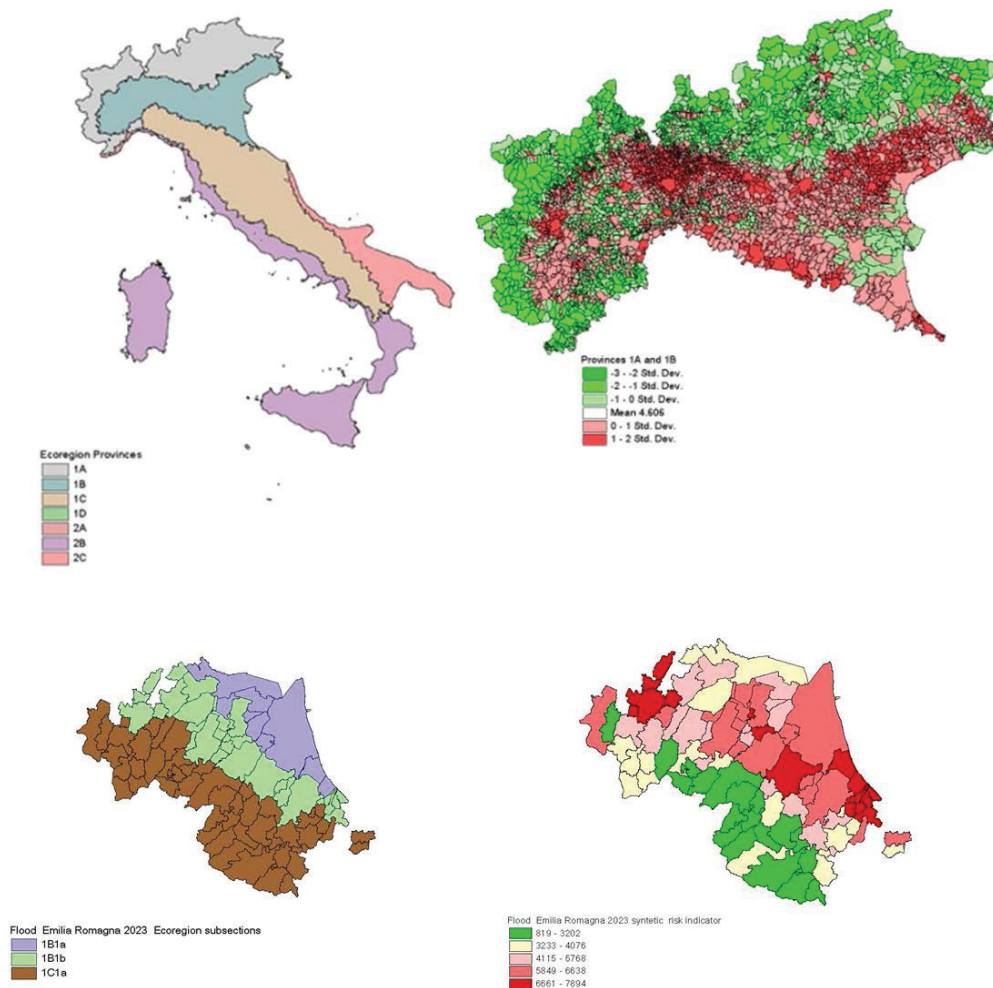 Ecoregion Provinces
1A
1B
1C
1D
2A
2B
2C
Provinces 1A and 1B
-3 - -2 Std. Dev.
-2 - -1 Std. Dev.
-1 - 0 Std. Dev.
Mean 4.606
0 - 1 Std. Dev.
1 - 2 Std. Dev.
Flood Emilia Romagna 2023 Ecoregion subsections
1B1a
1B1b
1C1a
Flood Emilia Romagna 2023 syntetic risk indicator
819 - 3202
3233 - 4076
4115 - 5768
5849 - 6638
6661 - 7894